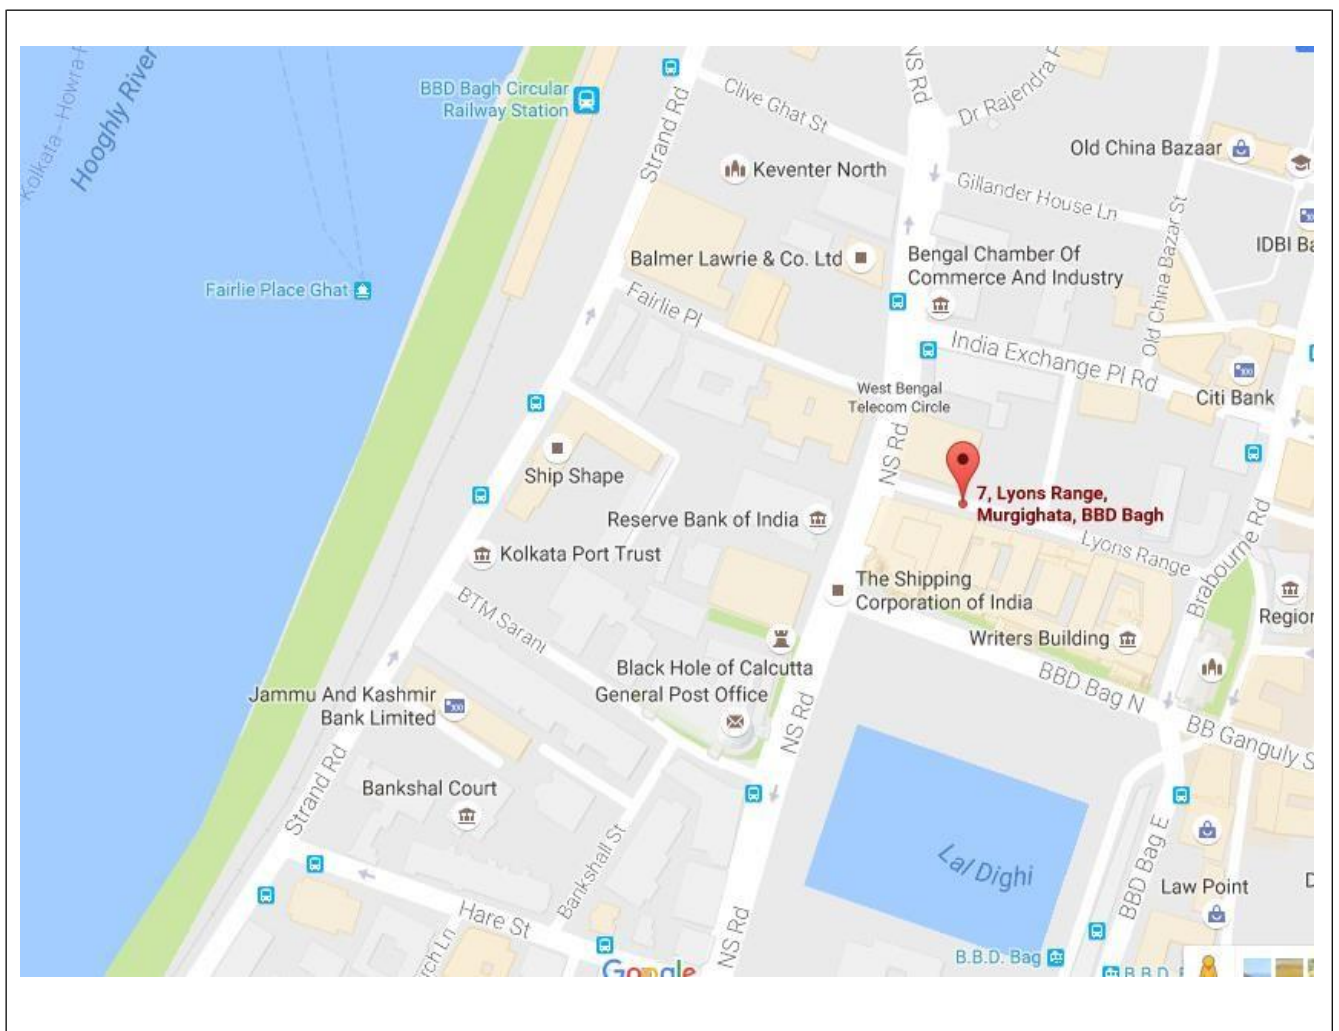 Kolkata - Howra
Hooghly River
BBD Bagh Circular
Railway Station
Strand Rd
NS Rd
Clive Ghat St
Dr Rajendra
Old China Bazaar
Keventer North
Gillander House Ln
Old China Bazar St
IDBI
Balmer Lawrie & Co. Ltd
Bengal Chamber Of
Commerce And Industry
Fairlie Place Ghat
Fairlie Pl
India Exchange Pl Rd
West Bengal
Telecom Circle
Citi Bank
NS Rd
Ship Shape
7, Lyons Range,
Murgighata, BBD Bagh
Reserve Bank of India
Lyons Range
Brabourne Rd
Kolkata Port Trust
The Shipping
Corporation of India
Region
BTM Sarani
Writers Building
Black Hole of Calcutta
General Post Office
BBD Bag N
Jammu And Kashmir
Bank Limited
NS Rd
BB Ganguly S
Strand Rd
Bankshal Court
Bankshall St
Lal Dighi
BBD Bag E
Law Point
Hare St
rch Ln
NS Rd
B.B.D. Bag
B.B.D.
Google